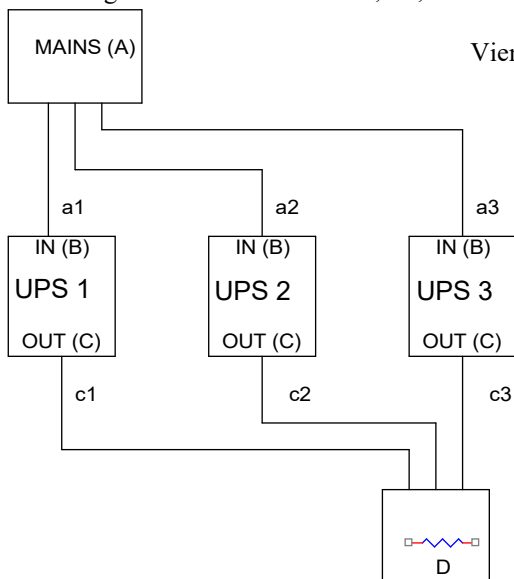 MAINS (A)
a1 a2 a3
IN (B) IN (B) IN (B)
UPS 1 UPS 2 UPS 3
OUT (C) OUT (C) OUT (C)
c1 c2 c3
D